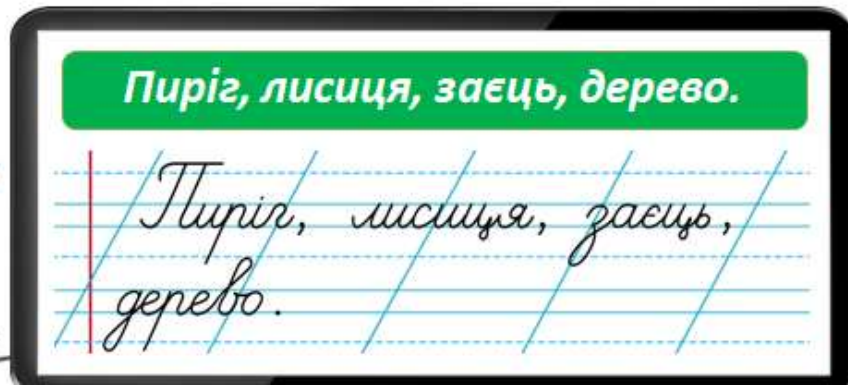 Пиріг, лисиця, заєць, дерево.
Пиріг, лисиця, заєць,
дерево.